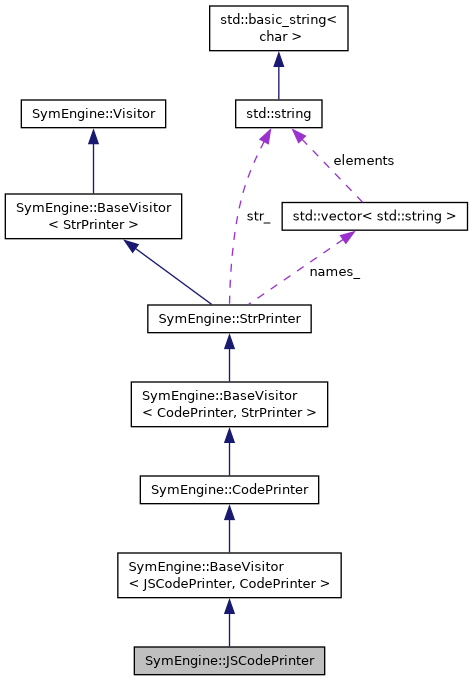 std::basic_string<
char >
SymEngine::Visitor
std::string
elements
SymEngine::BaseVisitor
< StrPrinter >
str_
std::vector< std::string >
names_
SymEngine::StrPrinter
SymEngine::BaseVisitor
< CodePrinter, StrPrinter >
SymEngine::CodePrinter
SymEngine::BaseVisitor
< JSCodePrinter, CodePrinter >
SymEngine::JSCodePrinter